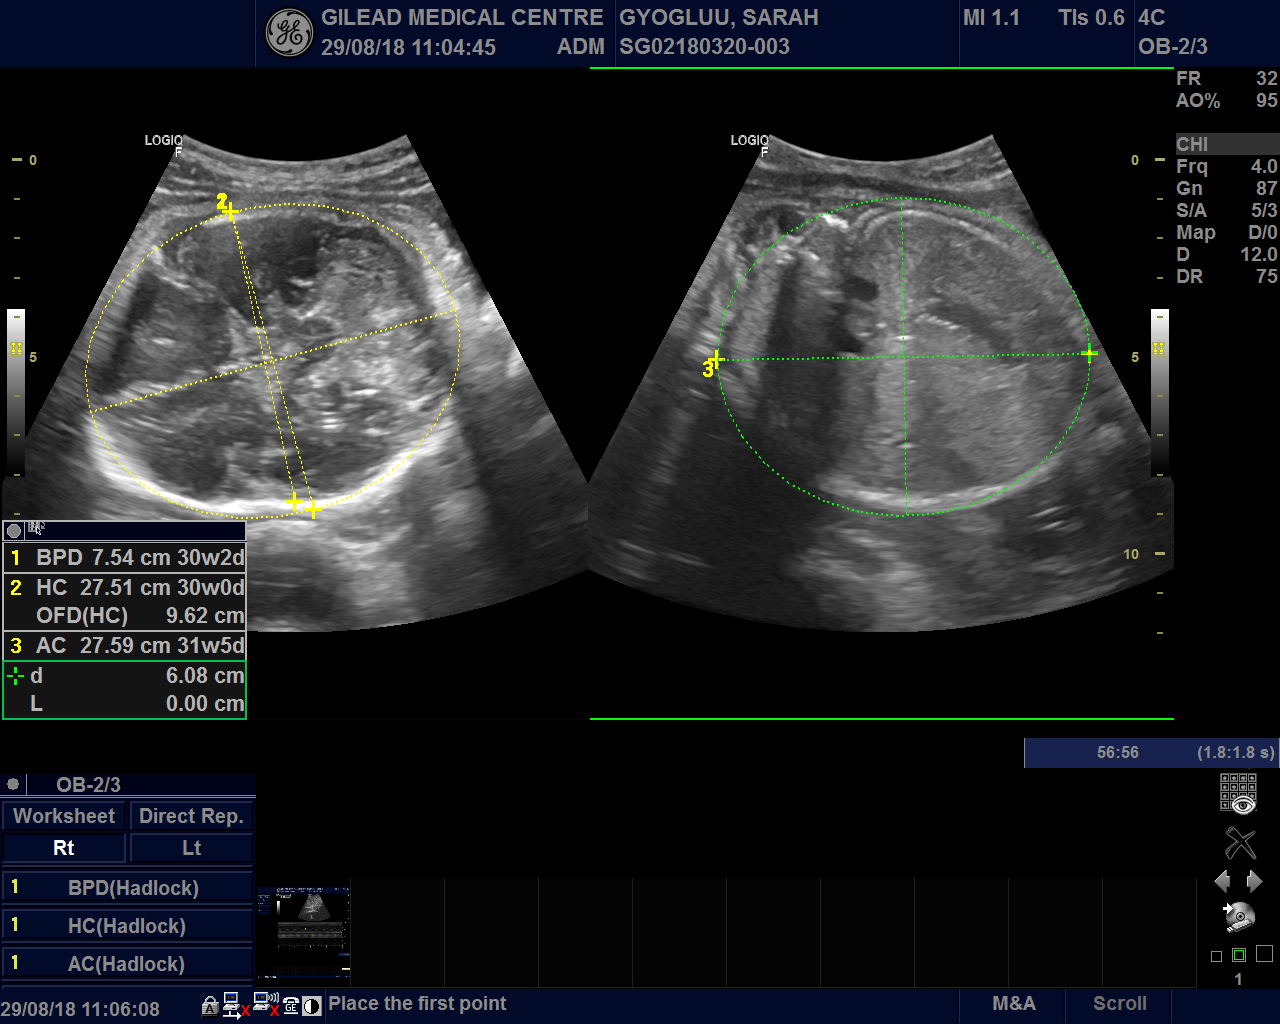 GILEAD MEDICAL CENTRE
29/08/18 11:04:45 ADM
GYOGLUU, SARAH
SG02180320-003
MI 1.1 TIs 0.6
4C
OB-2/3
FR 32
AO% 95
CHI
Frq 4.0
Gn 87
S/A 5/3
Map D/0
D 12.0
DR 75
LOGIQ
F
0
5
2
LOGIQ
F
0
5
10
3
1 BPD 7.54 cm 30w2d
2 HC 27.51 cm 30w0d
OFD(HC) 9.62 cm
3 AC 27.59 cm 31w5d
d 6.08 cm
L 0.00 cm
56:56 (1.8:1.8 s)
OB-2/3
Worksheet Direct Rep.
Rt Lt
1 BPD(Hadlock)
1 HC(Hadlock)
1 AC(Hadlock)
1
29/08/18 11:06:08
A
GE
Place the first point
M&A
Scroll